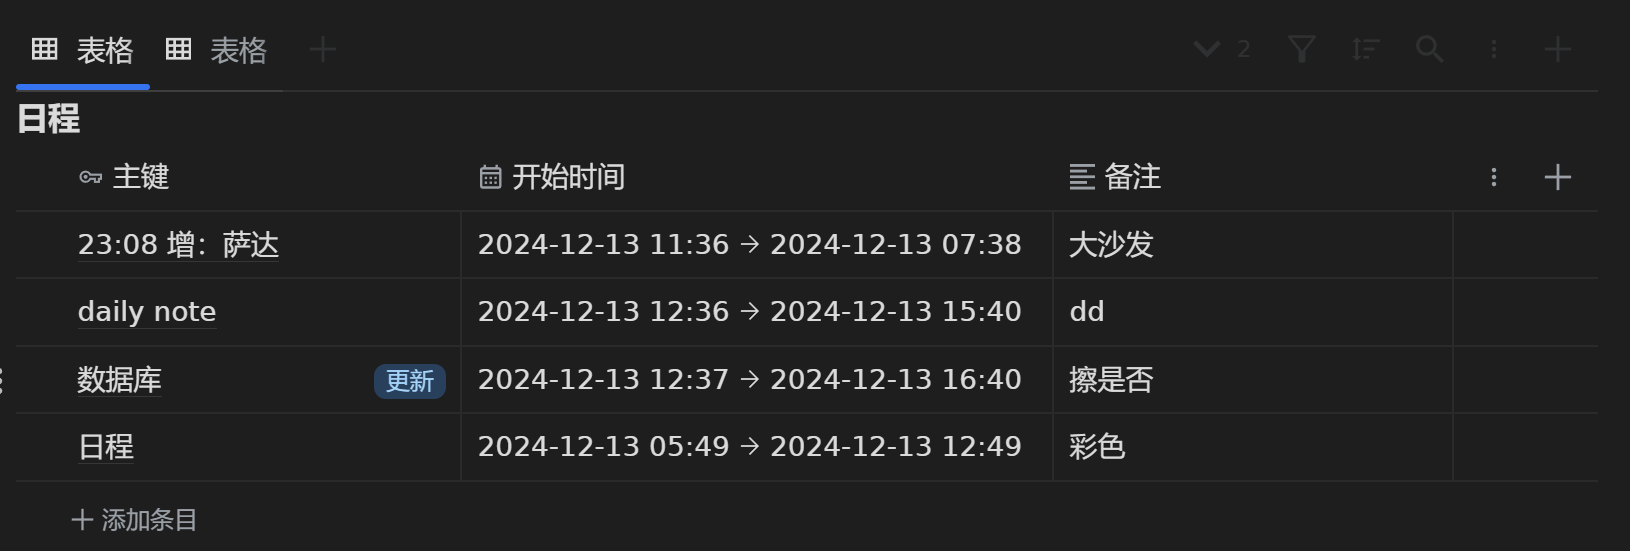 表格 表格 2
日程
主键 开始时间 备注
23:08 增：萨达 2024-12-13 11:36 → 2024-12-13 07:38 大沙发
daily note 2024-12-13 12:36 → 2024-12-13 15:40 dd
数据库 更新 2024-12-13 12:37 → 2024-12-13 16:40 擦是否
日程 2024-12-13 05:49 → 2024-12-13 12:49 彩色
添加条目